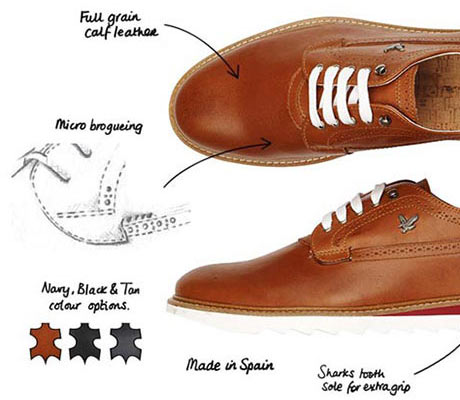 Full grain
calf leather
Micro brogueing
Navy, Black & Tan
colour options.
Made in Spain
Sharks tooth
sole for extra grip